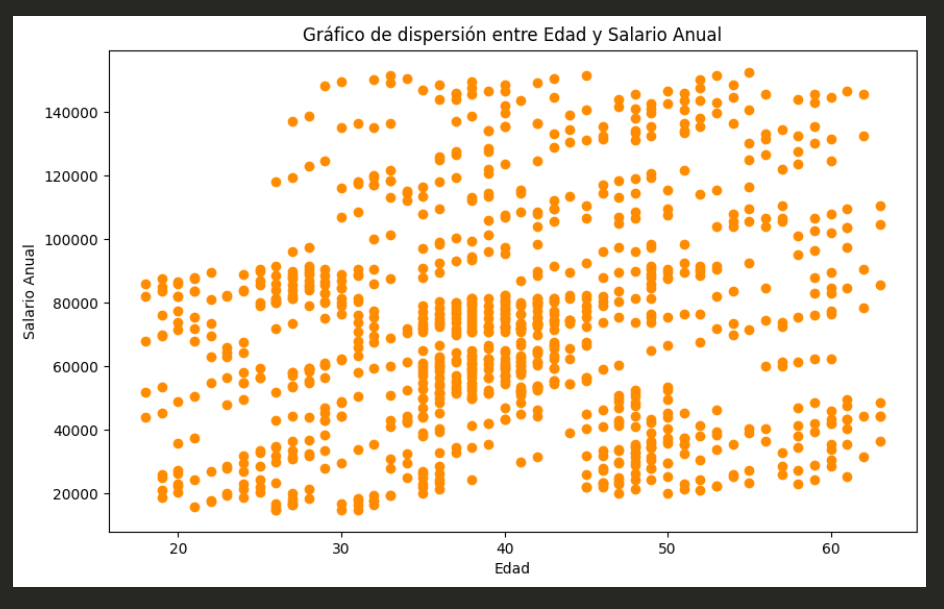 Gráfico de dispersión entre Edad y Salario Anual
Salario Anual
140000
120000
100000
80000
60000
40000
20000
20 30 40 50 60
Edad